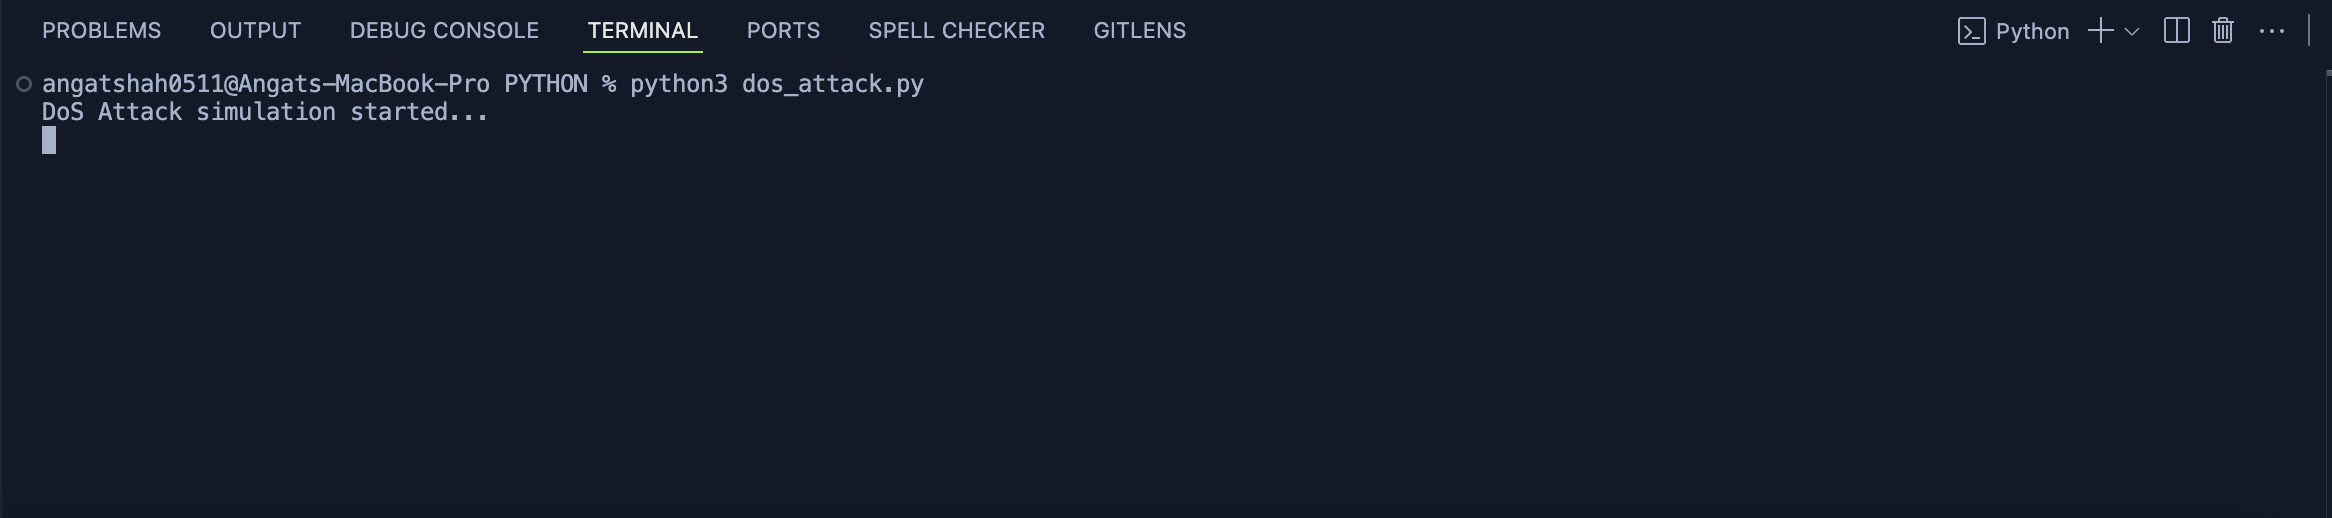 PROBLEMS OUTPUT DEBUG CONSOLE TERMINAL PORTS SPELL CHECKER GITLENS Python
angatshah0511@Angats-MacBook-Pro PYTHON % python3 dos_attack.py
DoS Attack simulation started...